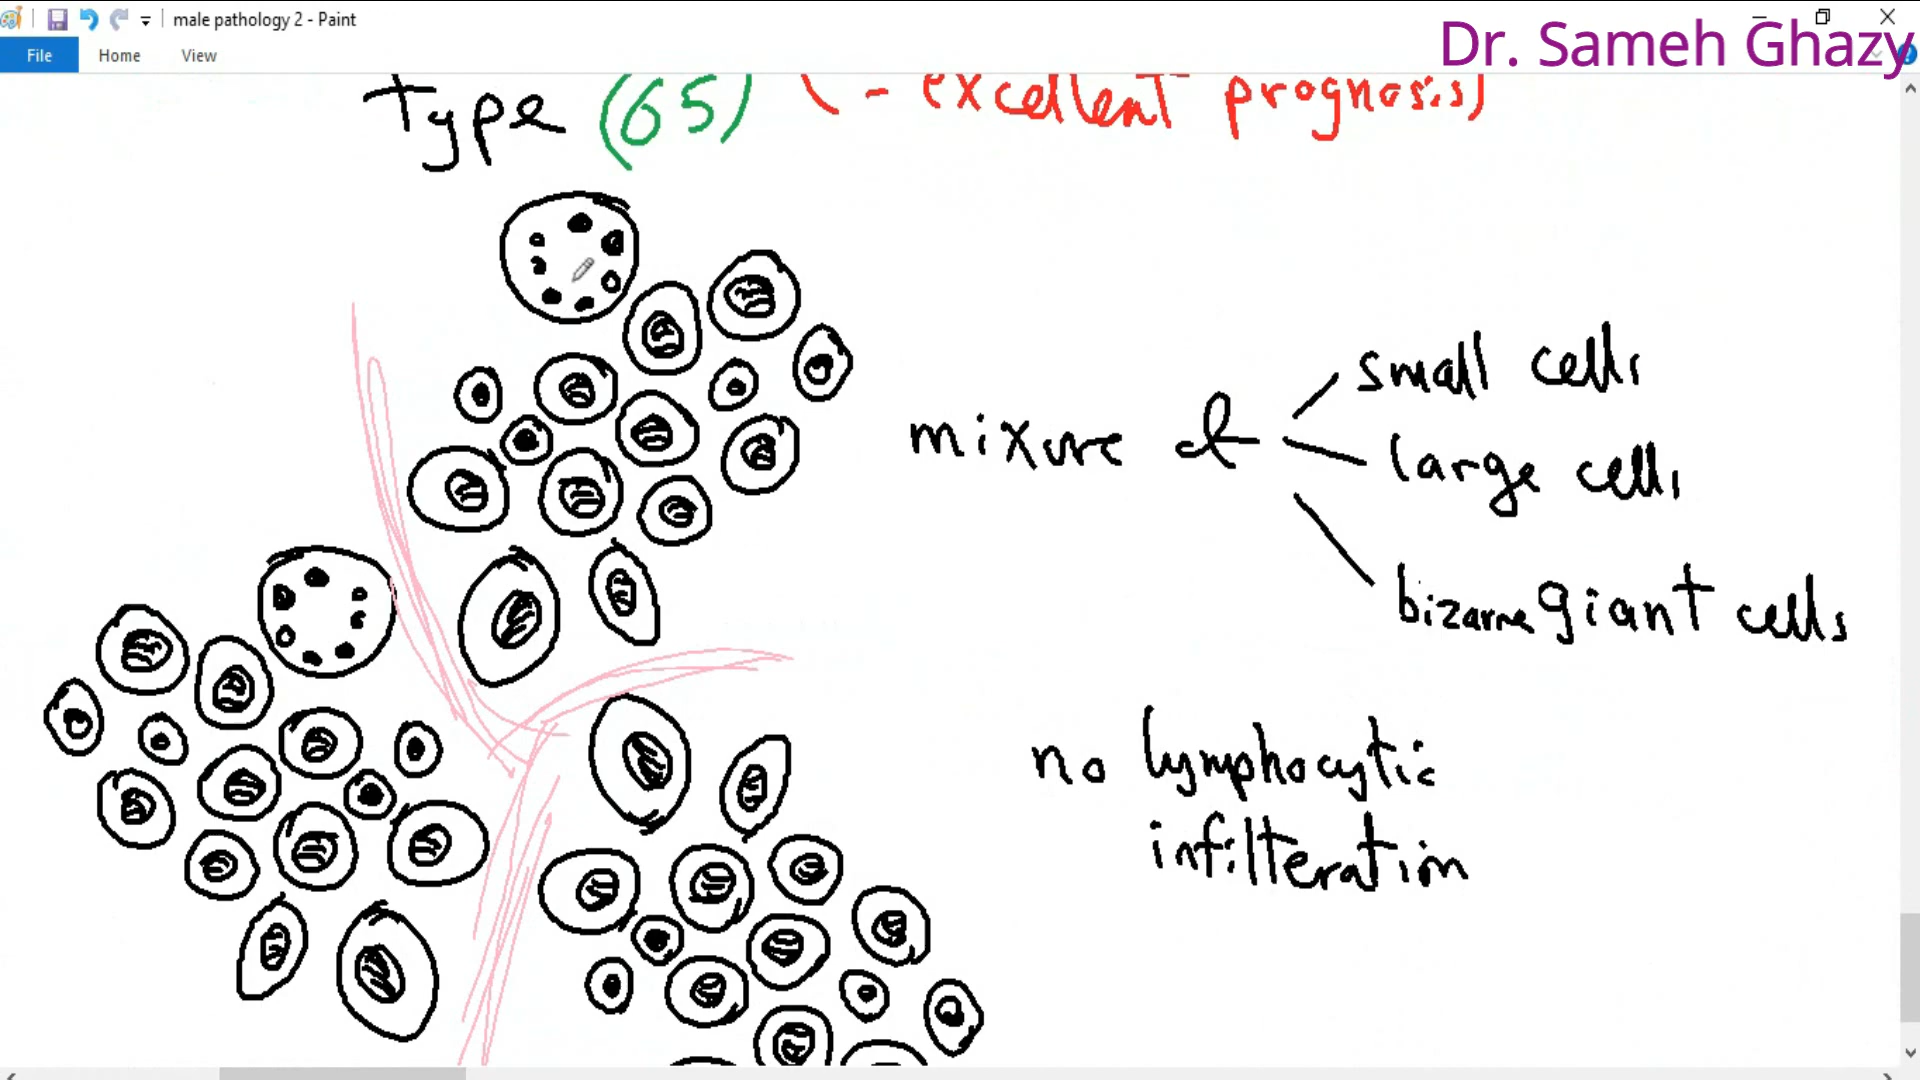 male pathology 2 - Paint
Dr. Sameh Ghazy
File Home View
type (65) (- excellent prognosis)
small cells
mixure of
large cells
bizarre giant cells
no lymphocytic
infilteration